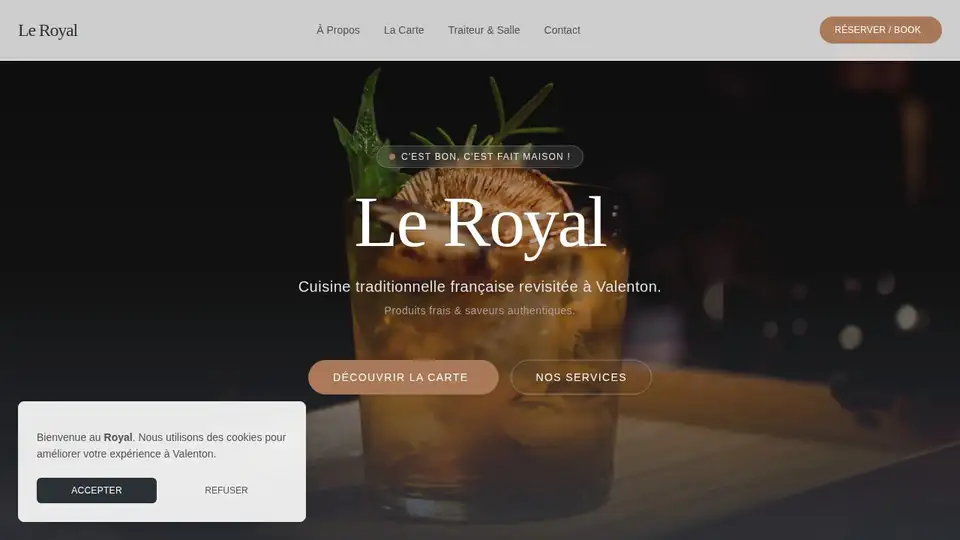 Le Royal
À Propos
La Carte
Traiteur & Salle
Contact
RÉSERVER / BOOK
C'EST BON, C'EST FAIT MAISON !
Le Royal
Cuisine traditionnelle française revisitée à Valenton.
Produits frais & saveurs authentiques.
DÉCOUVRIR LA CARTE
NOS SERVICES
Bienvenue au Royal. Nous utilisons des cookies pour
améliorer votre expérience à Valenton.
ACCEPTER
REFUSER